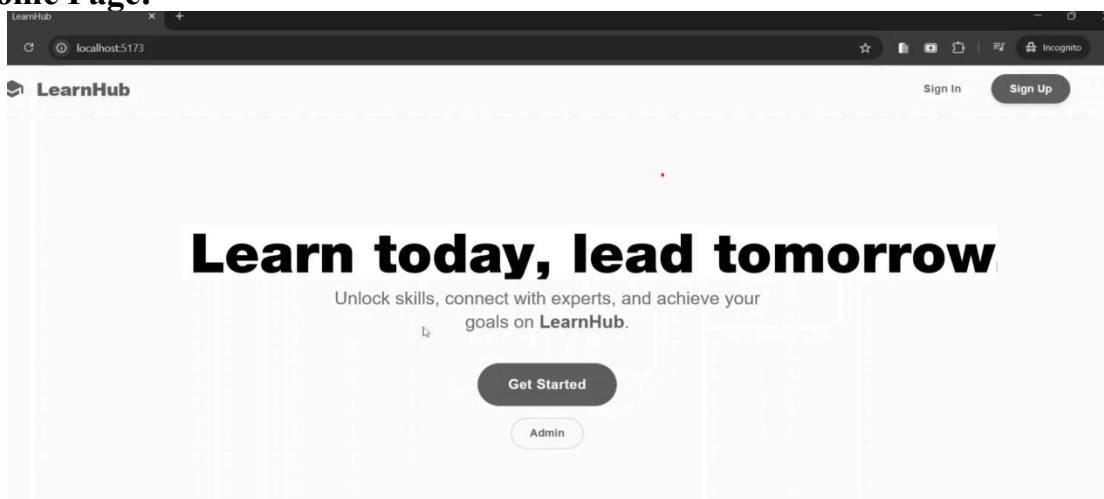 Page:
LearnHub
localhost:5173
Incognito
LearnHub
Sign In
Sign Up
Learn today, lead tomorrow.
Unlock skills, connect with experts, and achieve your
goals on LearnHub.
Get Started
Admin